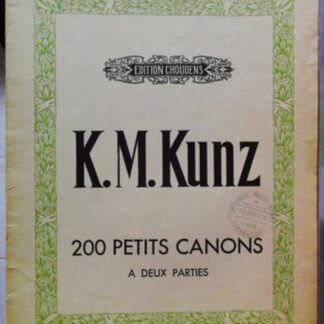 EDITION CHOUDENS
K.M.Kunz
200 PETITS CANONS
A DEUX PARTIES